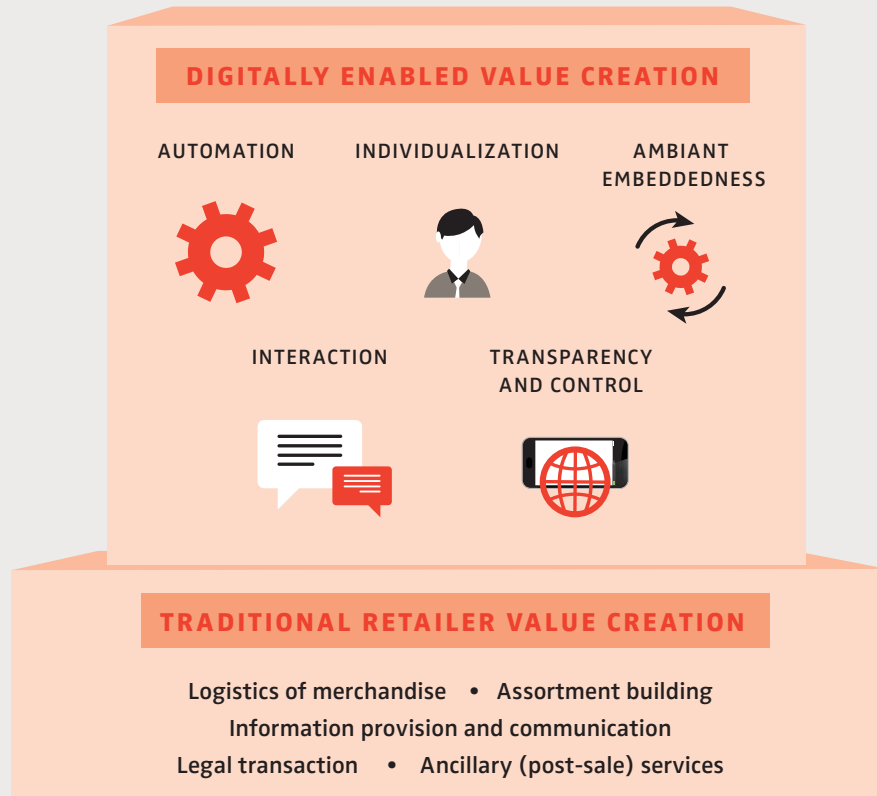 DIGITALLY ENABLED VALUE CREATION
AUTOMATION
INDIVIDUALIZATION
AMBIANT
EMBEDDEDNESS
INTERACTION
TRANSPARENCY
AND CONTROL
TRADITIONAL RETAILER VALUE CREATION
Logistics of merchandise • Assortment building
Information provision and communication
Legal transaction • Ancillary (post-sale) services